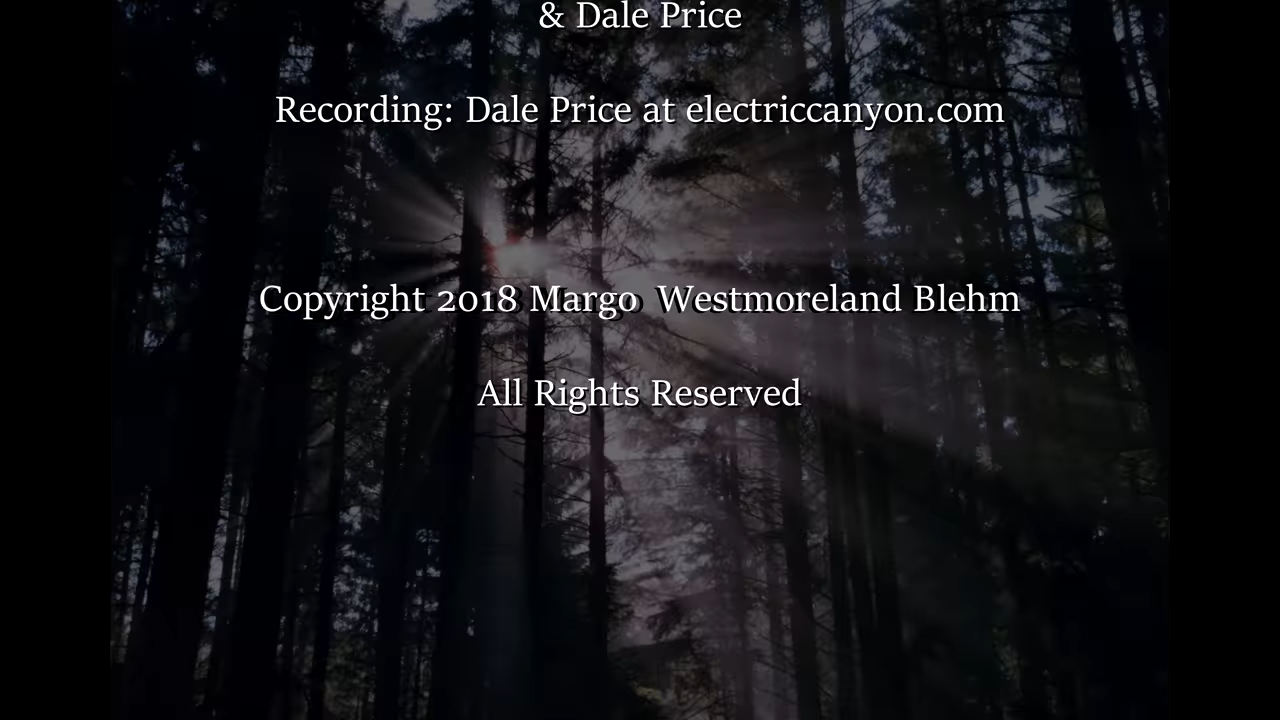 & Dale Price
Recording: Dale Price at electriccanyon.com
Copyright 2018 Margo Westmoreland Blehm
All Rights Reserved